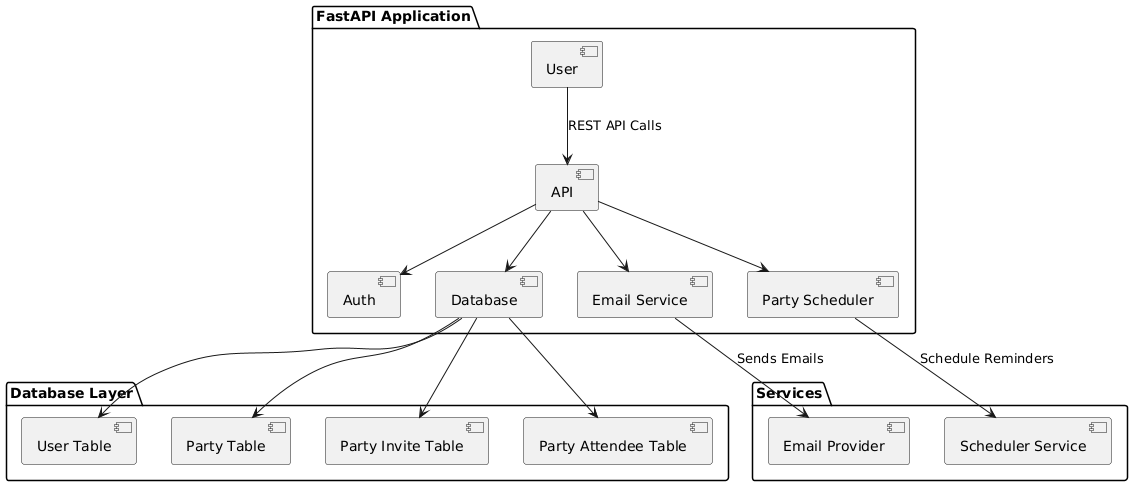 FastAPI Application
User
REST API Calls
API
Auth
Database
Email Service
Party Scheduler
Sends Emails
Schedule Reminders
Database Layer
Services
User Table
Party Table
Party Invite Table
Party Attendee Table
Email Provider
Scheduler Service